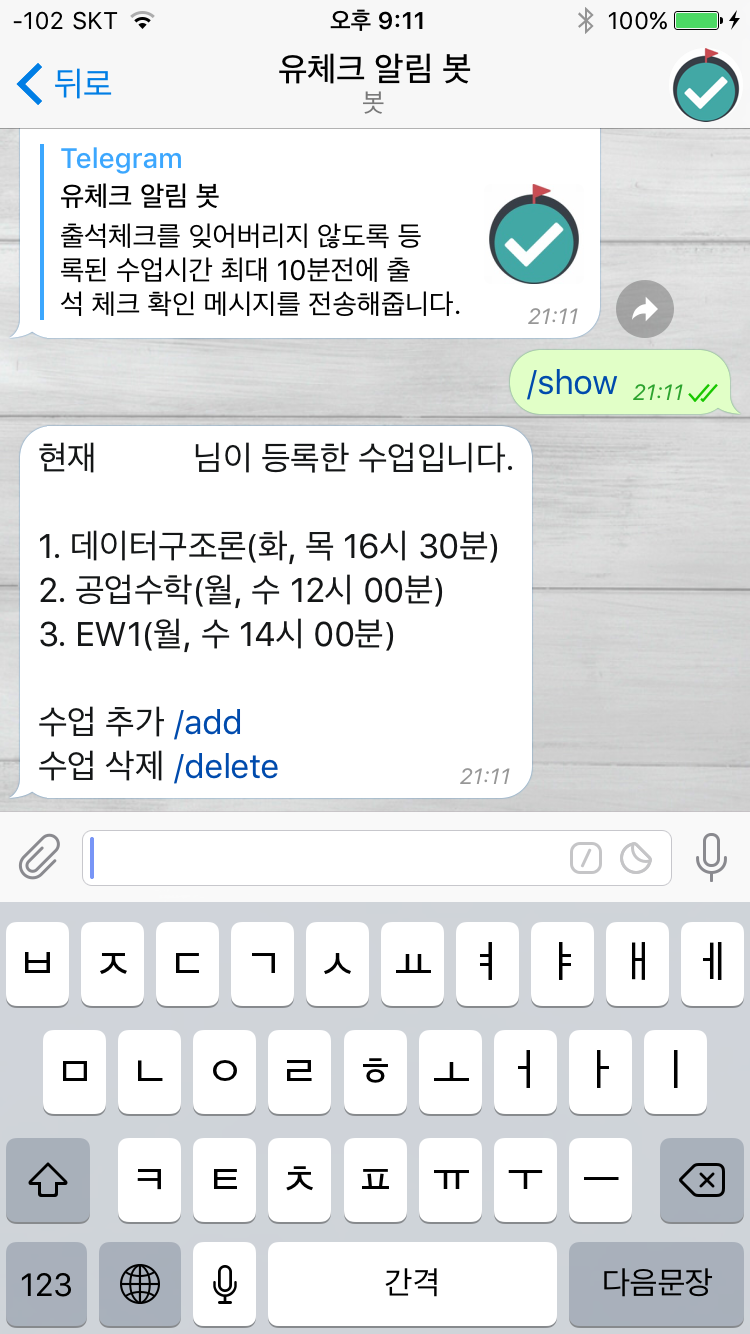 -102 SKT 오후 9:11 100%
뒤로 유체크 알림 봇
봇
Telegram
유체크 알림 봇
출석체크를 잊어버리지 않도록 등
록된 수업시간 최대 10분전에 출
석 체크 확인 메시지를 전송해줍니다.
21:11
/show 21:11
현재 님이 등록한 수업입니다.
1. 데이터구조론(화, 목 16시 30분)
2. 공업수학(월, 수 12시 00분)
3. EW1(월, 수 14시 00분)
수업 추가 /add
수업 삭제 /delete
21:11
ㅂ ㅈ ㄷ ㄱ ㅅ ㅛ ㅕ ㅑ ㅐ ㅔ
ㅁ ㄴ ㅇ ㄹ ㅎ ㅗ ㅓ ㅏ ㅣ
ㅋ ㅌ ㅊ ㅍ ㅠ ㅜ ㅡ
123 간격 다음문장